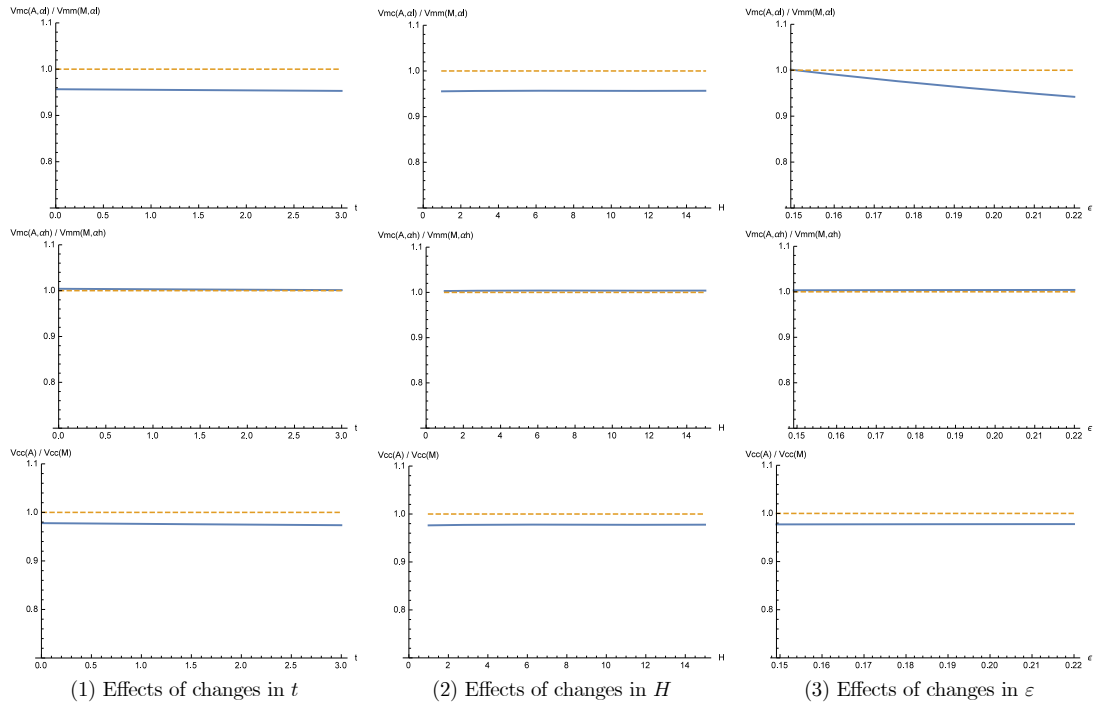 Vmc(A,αl) / Vmm(M,αl)
1.1
1.0
0.9
0.8
0.0 0.5 1.0 1.5 2.0 2.5 3.0 t
Vmc(A,αl) / Vmm(M,αl)
1.1
1.0
0.9
0.8
0 2 4 6 8 10 12 14 H
Vmc(A,αl) / Vmm(M,αl)
1.1
1.0
0.9
0.8
0.15 0.16 0.17 0.18 0.19 0.20 0.21 0.22 ϵ
Vmc(A,αh) / Vmm(M,αh)
1.1
1.0
0.9
0.8
0.0 0.5 1.0 1.5 2.0 2.5 3.0 t
Vmc(A,αh) / Vmm(M,αh)
1.1
1.0
0.9
0.8
0 2 4 6 8 10 12 14 H
Vmc(A,αh) / Vmm(M,αh)
1.1
1.0
0.9
0.8
0.15 0.16 0.17 0.18 0.19 0.20 0.21 0.22 ϵ
Vcc(A) / Vcc(M)
1.1
1.0
0.9
0.8
0.0 0.5 1.0 1.5 2.0 2.5 3.0 t
Vcc(A) / Vcc(M)
1.1
1.0
0.9
0.8
0 2 4 6 8 10 12 14 H
Vcc(A) / Vcc(M)
1.1
1.0
0.9
0.8
0.15 0.16 0.17 0.18 0.19 0.20 0.21 0.22 ϵ
(1) Effects of changes in t
(2) Effects of changes in H
(3) Effects of changes in ε